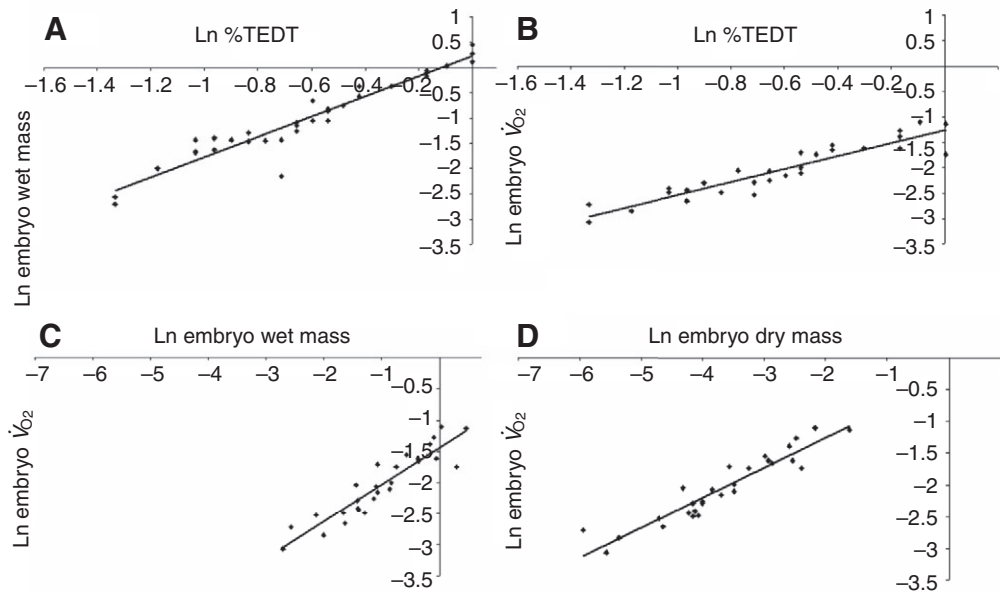 A
Ln %TEDT
1
0.5
–1.6 –1.4 –1.2 –1 –0.8 –0.6 –0.4 –0.2
–0.5
–1
–1.5
–2
–2.5
–3
–3.5
Ln embryo wet mass
B
Ln %TEDT
1
0.5
–1.6 –1.4 –1.2 –1 –0.8 –0.6 –0.4 –0.2
–0.5
–1
–1.5
–2
–2.5
–3
–3.5
Ln embryo V̇O2
C
Ln embryo wet mass
–7 –6 –5 –4 –3 –2 –1
–0.5
–1
–1.5
–2
–2.5
–3
–3.5
Ln embryo V̇O2
D
Ln embryo dry mass
–7 –6 –5 –4 –3 –2 –1
–0.5
–1
–1.5
–2
–2.5
–3
–3.5
Ln embryo V̇O2